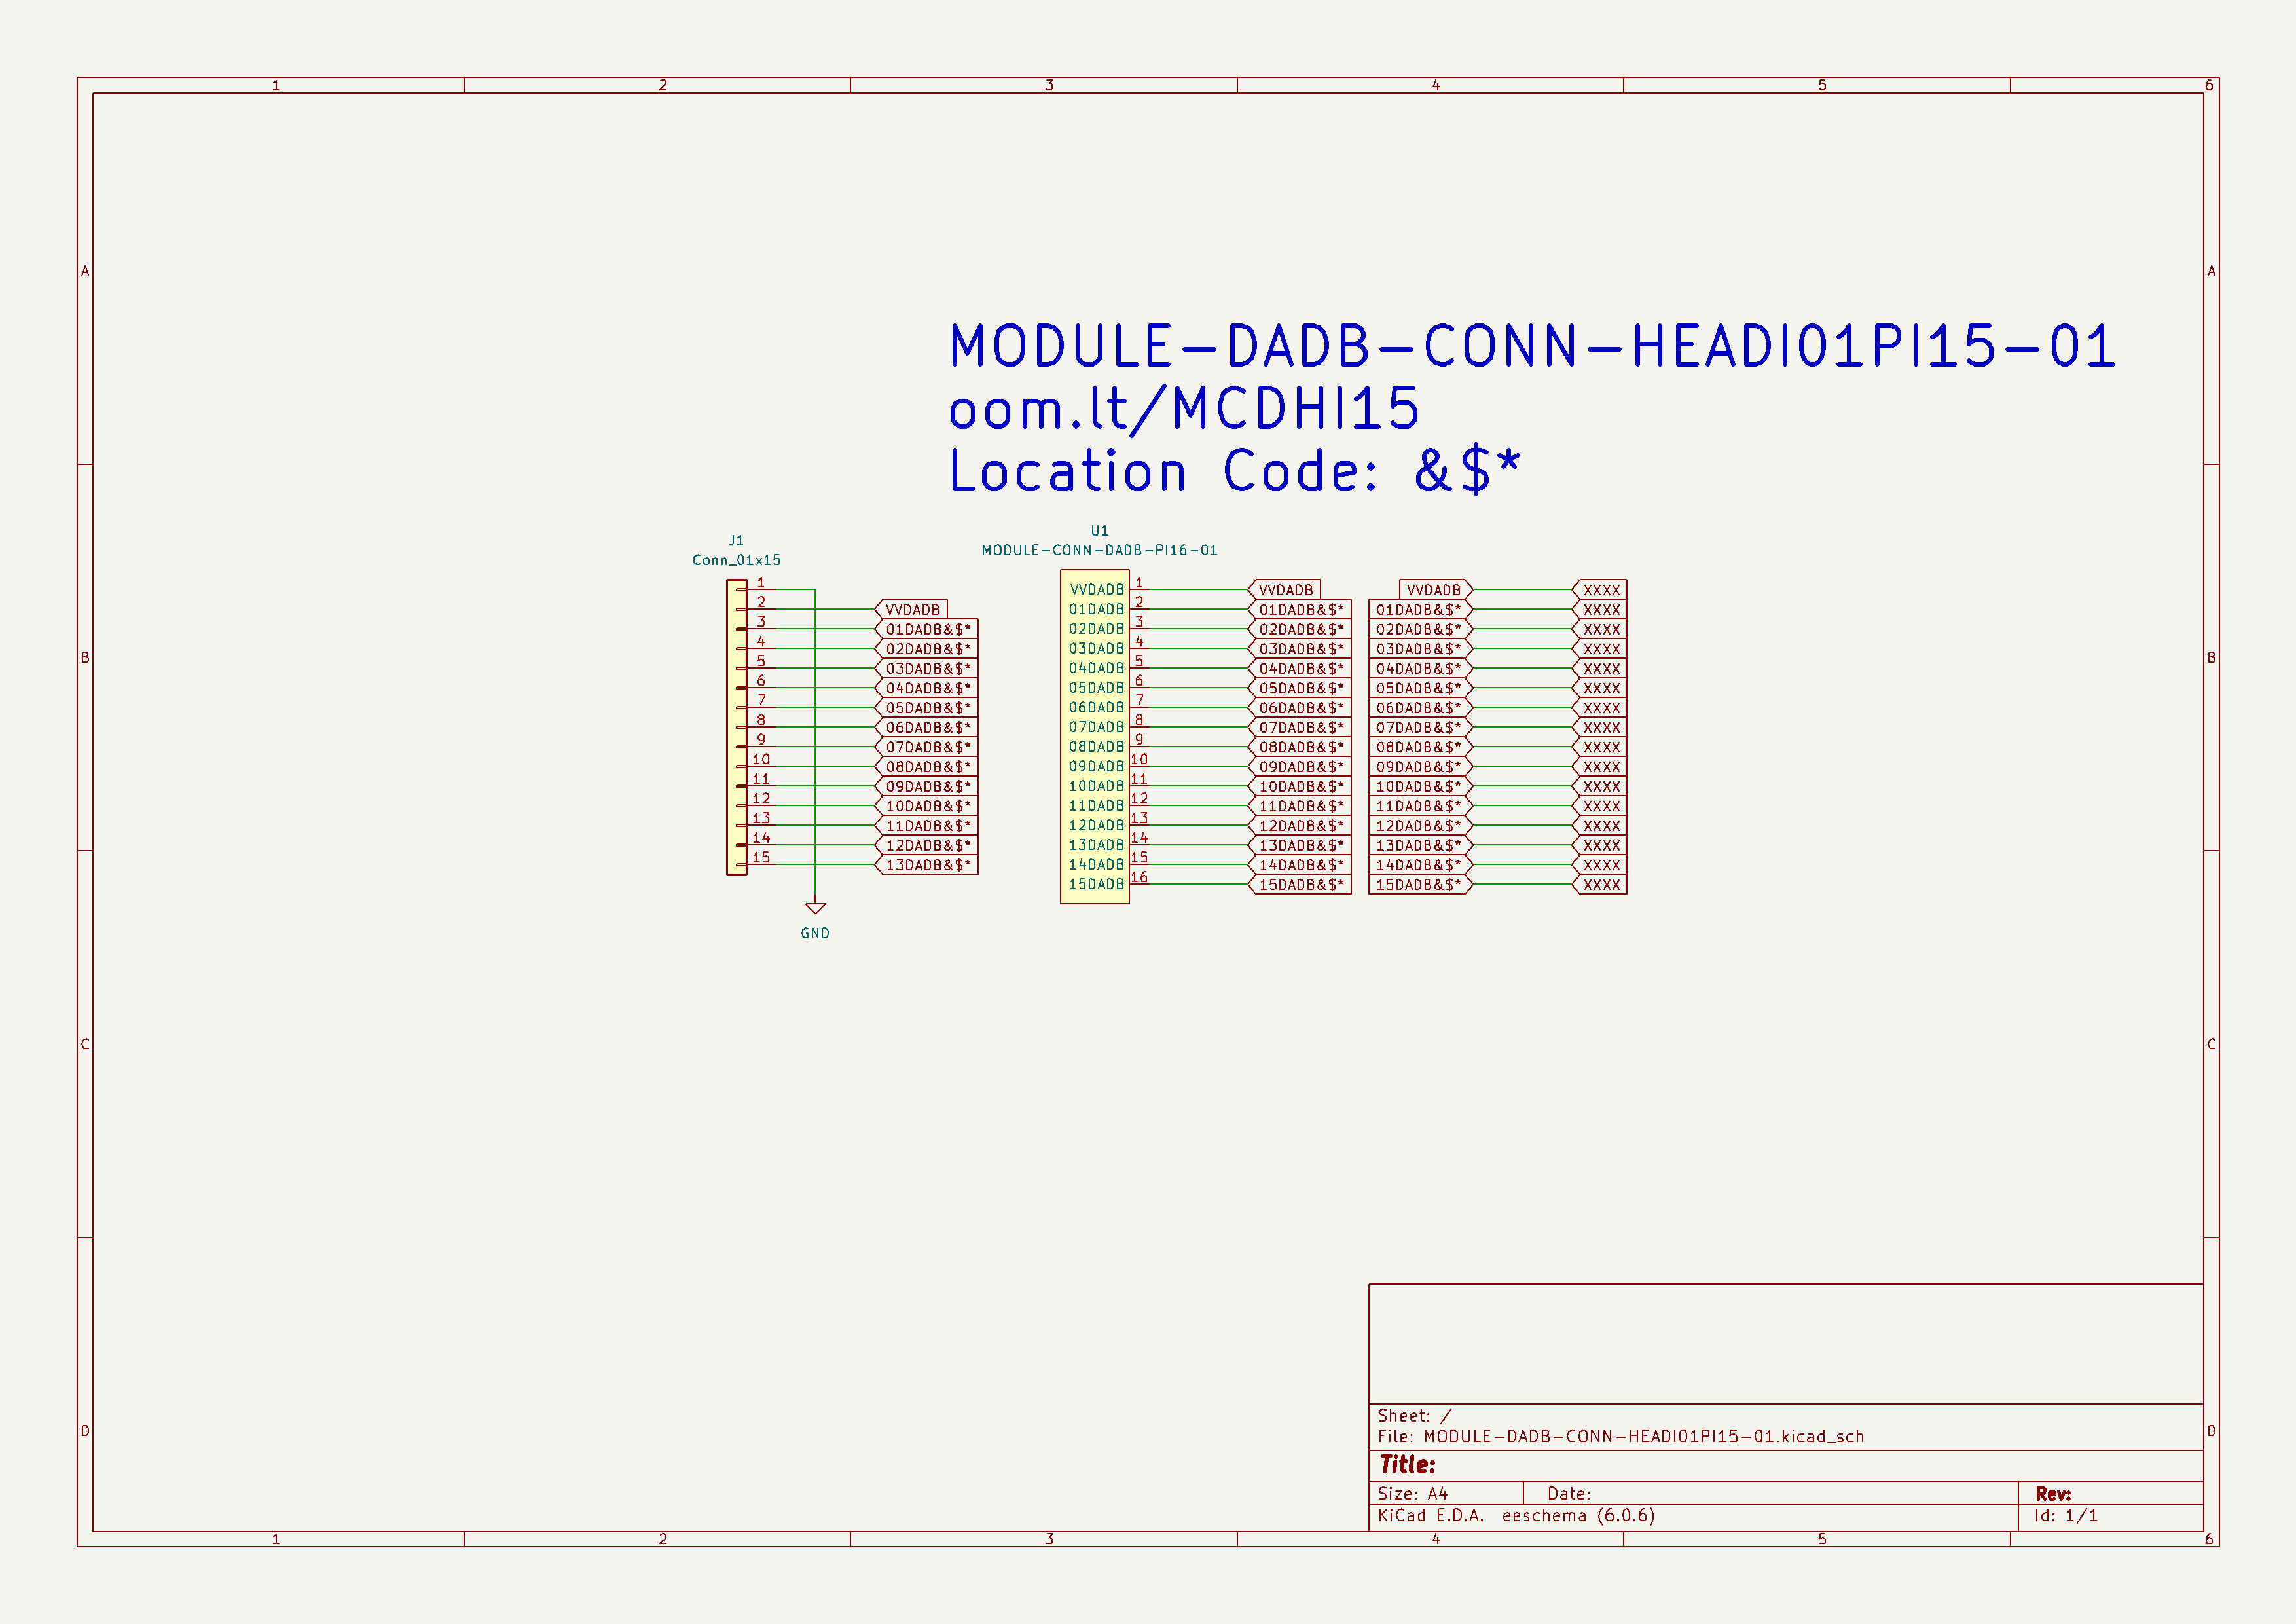 1 2 3 4 5 6
A A
MODULE-DADB-CONN-HEADI01PI15-01
oom.lt/MCDHI15
Location Code: &$*
J1
Conn_01x15
1
2 VVDADB
3 01DADB&$*
4 02DADB&$*
5 03DADB&$*
6 04DADB&$*
7 05DADB&$*
8 06DADB&$*
9 07DADB&$*
10 08DADB&$*
11 09DADB&$*
12 10DADB&$*
13 11DADB&$*
14 12DADB&$*
15 13DADB&$*
GND
U1
MODULE-CONN-DADB-PI16-01
VVDADB 1 VVDADB VVDADB XXXX
01DADB 2 01DADB&$* 01DADB&$* XXXX
02DADB 3 02DADB&$* 02DADB&$* XXXX
03DADB 4 03DADB&$* 03DADB&$* XXXX
04DADB 5 04DADB&$* 04DADB&$* XXXX
05DADB 6 05DADB&$* 05DADB&$* XXXX
06DADB 7 06DADB&$* 06DADB&$* XXXX
07DADB 8 07DADB&$* 07DADB&$* XXXX
08DADB 9 08DADB&$* 08DADB&$* XXXX
09DADB 10 09DADB&$* 09DADB&$* XXXX
10DADB 11 10DADB&$* 10DADB&$* XXXX
11DADB 12 11DADB&$* 11DADB&$* XXXX
12DADB 13 12DADB&$* 12DADB&$* XXXX
13DADB 14 13DADB&$* 13DADB&$* XXXX
14DADB 15 14DADB&$* 14DADB&$* XXXX
15DADB 16 15DADB&$* 15DADB&$* XXXX
B B
C C
D D
Sheet: /
File: MODULE-DADB-CONN-HEADI01PI15-01.kicad_sch
Title:
Size: A4 Date: Rev:
KiCad E.D.A. eeschema (6.0.6) Id: 1/1
1 2 3 4 5 6